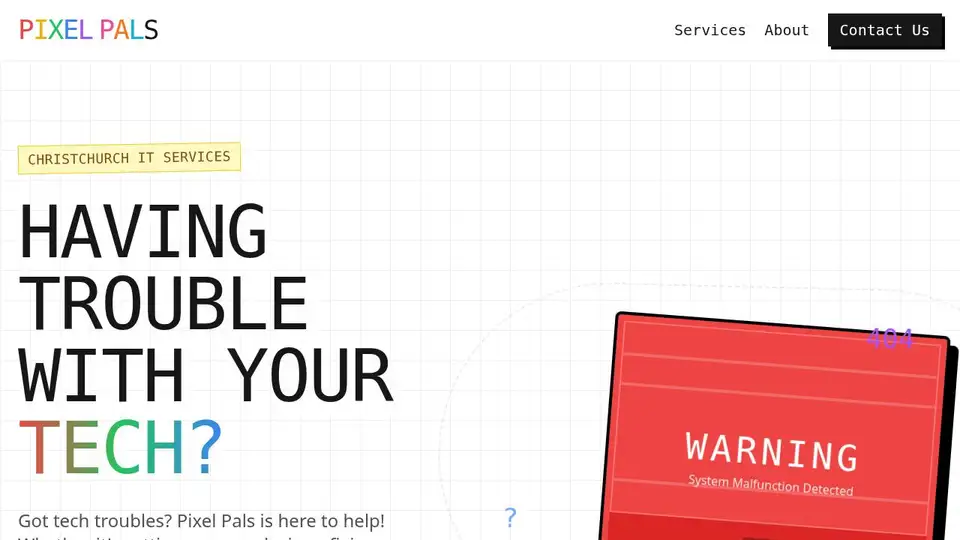 PIXEL PALS
Services
About
Contact Us
CHRISTCHURCH IT SERVICES
HAVING
TROUBLE
WITH YOUR
TECH?
404
WARNING
System Malfunction Detected
?
Got tech troubles? Pixel Pals is here to help!